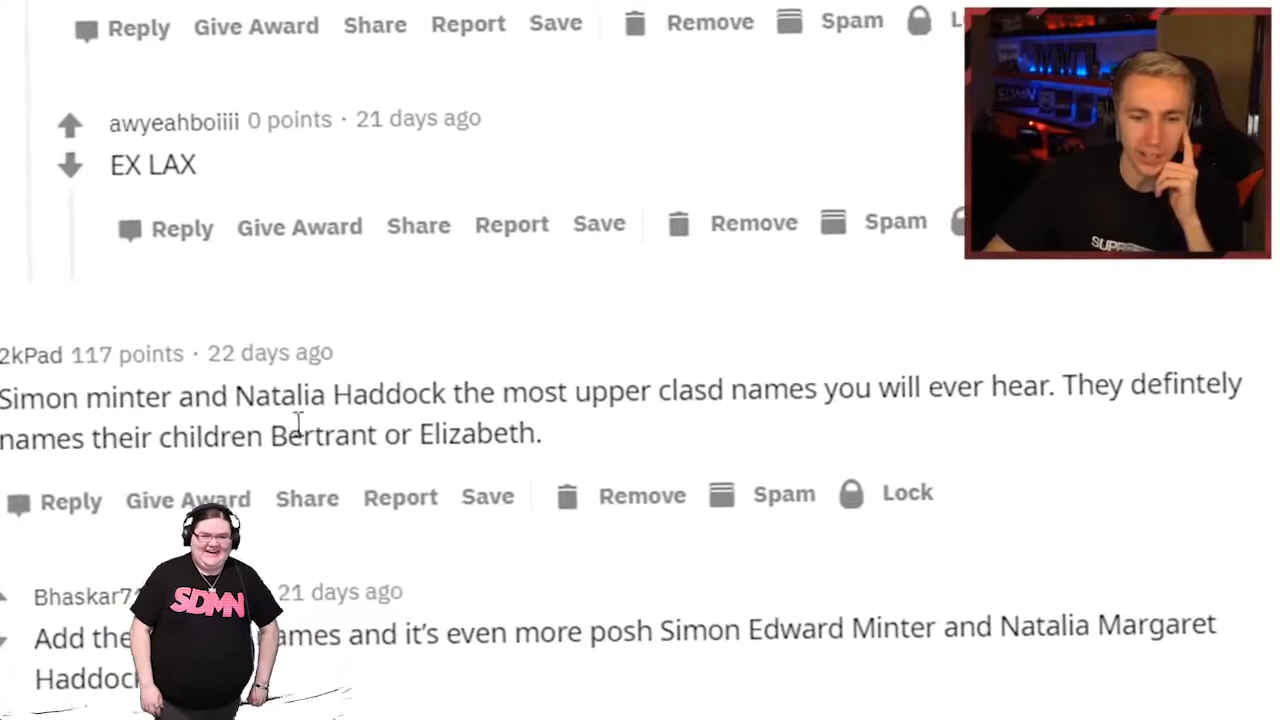 Reply Give Award Share Report Save Remove Spam
awyeahboiiii 0 points · 21 days ago
EX LAX
Reply Give Award Share Report Save Remove Spam
2kPad 117 points · 22 days ago
Simon minter and Natalia Haddock the most upper clasd names you will ever hear. They defintely
names their children Bertrant or Elizabeth.
Reply Give Award Share Report Save Remove Spam Lock
SDMN
21 days ago
Add the ames and it's even more posh Simon Edward Minter and Natalia Margaret
Haddock